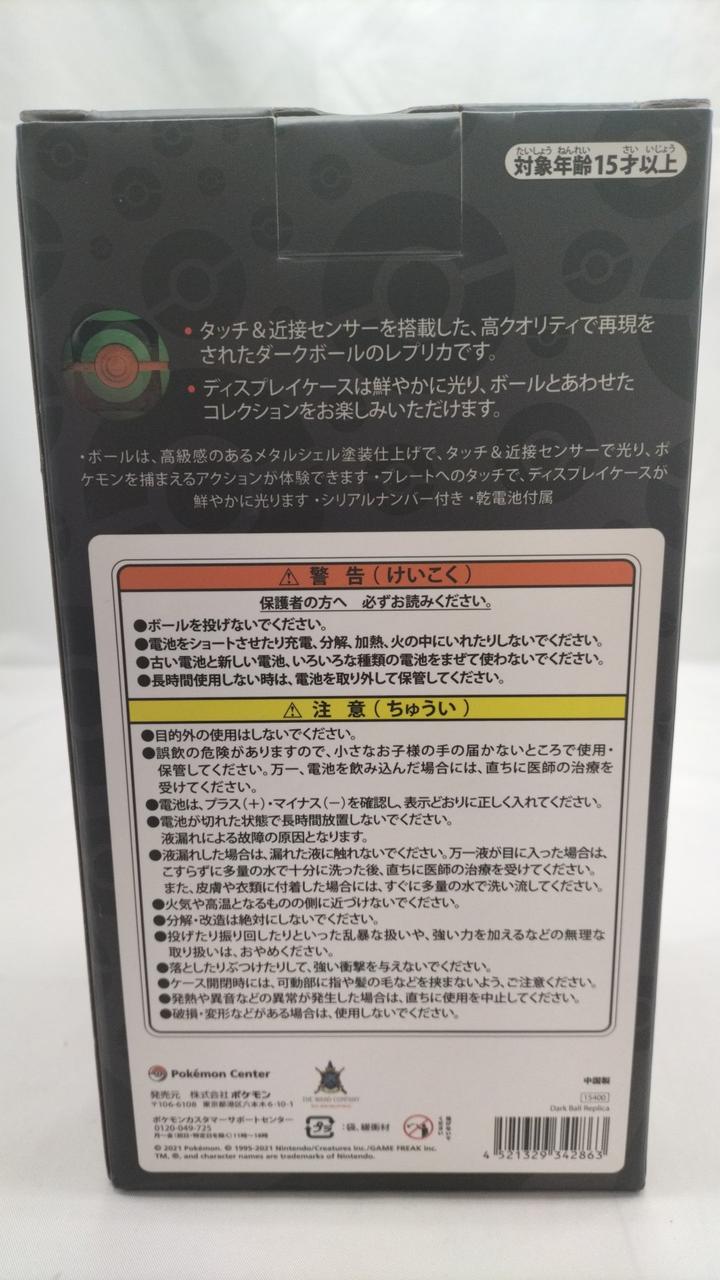 たいしょう ねんれい さい いじょう
対象年齢15才以上
•タッチ&近接センサーを搭載した、高クオリティで再現を
されたダークボールのレプリカです。
•ディスプレイケースは鮮やかに光り、ボールとあわせた
コレクションをお楽しみいただけます。
・ボールは、高級感のあるメタルシェル塗装仕上げで、タッチ&近接センサーで光り、ポ
ケモンを捕まえるアクションが体験できます・プレートへのタッチで、ディスプレイケースが
鮮やかに光ります・シリアルナンバー付き・乾電池付属
⚠ 警 告（けいこく）
保護者の方へ 必ずお読みください。
●ボールを投げないでください。
●電池をショートさせたり充電、分解、加熱、火の中にいれたりしないでください。
●古い電池と新しい電池、いろいろな種類の電池をまぜて使わないでください。
●長時間使用しない時は、電池を取り外して保管してください。
⚠ 注 意（ちゅうい）
●目的外の使用はしないでください。
●誤飲の危険がありますので、小さなお子様の手の届かないところで使用・
保管してください。万一、電池を飲み込んだ場合には、直ちに医師の治療を
受けてください。
●電池は、プラス（+）・マイナス（−）を確認し、表示どおりに正しく入れてください。
●電池が切れた状態で長時間放置しないでください。
液漏れによる故障の原因となります。
●液漏れした場合は、漏れた液に触れないでください。万一液が目に入った場合は、
こすらずに多量の水で十分に洗った後、直ちに医師の治療を受けてください。
また、皮膚や衣類に付着した場合には、すぐに多量の水で洗い流してください。
●火気や高温となるものの側に近づけないでください。
●分解・改造は絶対にしないでください。
●投げたり振り回したりといった乱暴な扱いや、強い力を加えるなどの無理な
取り扱いは、おやめください。
●落としたりぶつけたりして、強い衝撃を与えないでください。
●ケース開閉時には、可動部に指や髪の毛などを挟まないよう、ご注意ください。
●発熱や異音などの異常が発生した場合は、直ちに使用を中止してください。
●破損・変形などがある場合は、使用しないでください。
Pokémon Center
THE WAND COMPANY
中国製
発売元 株式会社ポケモン
〒106-6108 東京都港区六本木6-10-1
15400
Dark Ball Replica
ポケモンカスタマーサポートセンター
0120-049-725
月～金（祝日・特定日を除く）11時～18時
プラ :袋、緩衝材
© 2021 Pokémon. © 1995-2021 Nintendo/Creatures Inc./GAME FREAK inc.
TM, ®, and character names are trademarks of Nintendo.
4 521329 342863